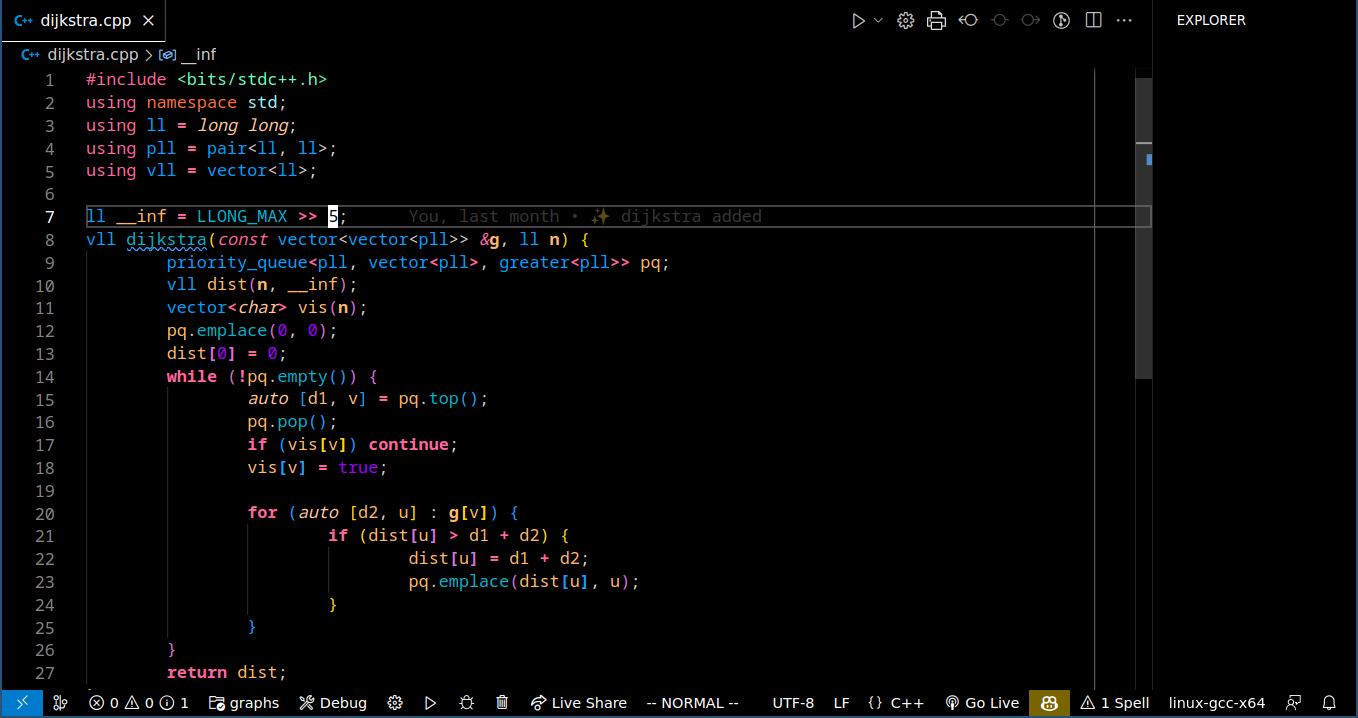 C++ dijkstra.cpp ×
EXPLORER
C++ dijkstra.cpp > __inf
1 #include <bits/stdc++.h>
2 using namespace std;
3 using ll = long long;
4 using pll = pair<ll, ll>;
5 using vll = vector<ll>;
6
7 ll __inf = LLONG_MAX >> 5; You, last month • ✨ dijkstra added
8 vll dijkstra(const vector<vector<pll>> &g, ll n) {
9 priority_queue<pll, vector<pll>, greater<pll>> pq;
10 vll dist(n, __inf);
11 vector<char> vis(n);
12 pq.emplace(0, 0);
13 dist[0] = 0;
14 while (!pq.empty()) {
15 auto [d1, v] = pq.top();
16 pq.pop();
17 if (vis[v]) continue;
18 vis[v] = true;
19
20 for (auto [d2, u] : g[v]) {
21 if (dist[u] > d1 + d2) {
22 dist[u] = d1 + d2;
23 pq.emplace(dist[u], u);
24 }
25 }
26 }
27 return dist;
0 0 1 graphs Debug Live Share -- NORMAL -- UTF-8 LF {} C++ Go Live 1 Spell linux-gcc-x64